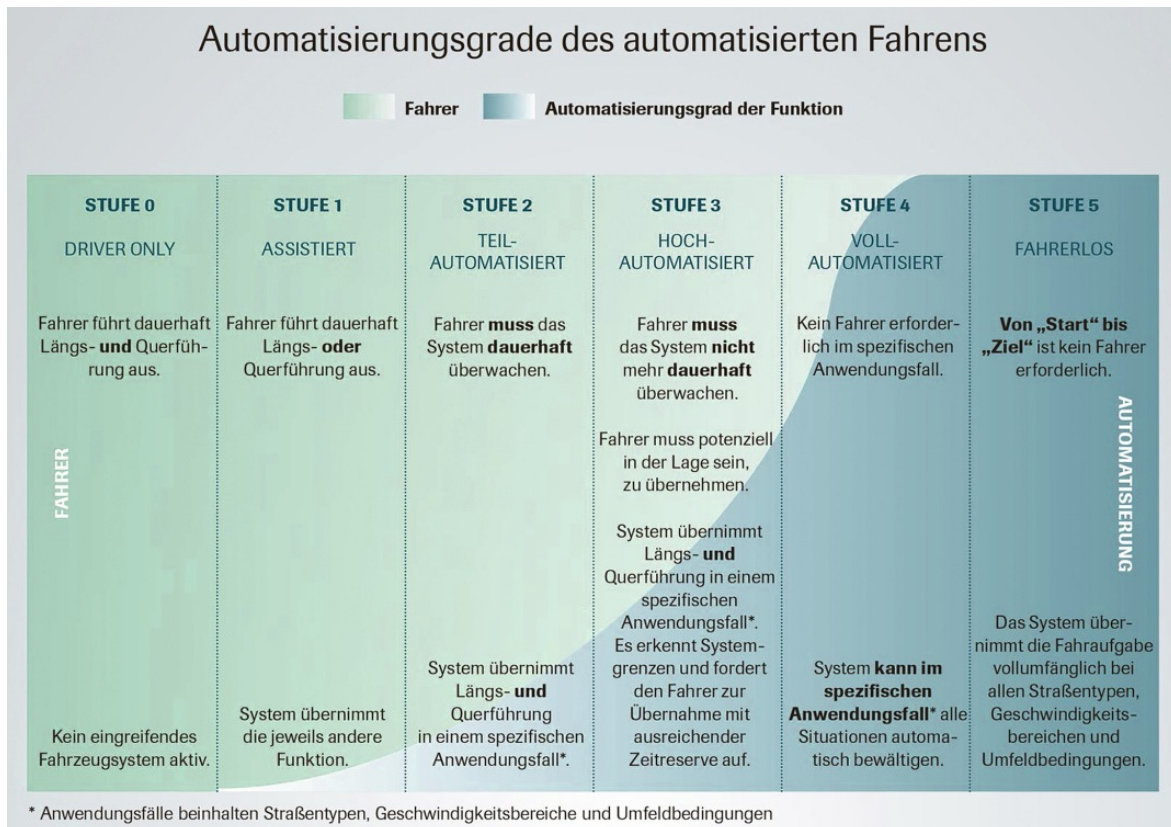 Automatisierungsgrade des automatisierten Fahrens
Fahrer
Automatisierungsgrad der Funktion
STUFE 0
DRIVER ONLY
Fahrer führt dauerhaft
Längs- und Querfüh-
rung aus.
FAHRER
Kein eingreifendes
Fahrzeugsystem aktiv.
STUFE 1
ASSISTIERT
Fahrer führt dauerhaft
Längs- oder
Querführung aus.
System übernimmt
die jeweils andere
Funktion.
STUFE 2
TEIL-
AUTOMATISIERT
Fahrer muss das
System dauerhaft
überwachen.
System übernimmt
Längs- und
Querführung
in einem spezifischen
Anwendungsfall*.
STUFE 3
HOCH-
AUTOMATISIERT
Fahrer muss
das System nicht
mehr dauerhaft
überwachen.
Fahrer muss potenziell
in der Lage sein,
zu übernehmen.
System übernimmt
Längs- und
Querführung in einem
spezifischen
Anwendungsfall*.
Es erkennt System-
grenzen und fordert
den Fahrer zur
Übernahme mit
ausreichender
Zeitreserve auf.
STUFE 4
VOLL-
AUTOMATISIERT
Kein Fahrer erforder-
lich im spezifischen
Anwendungsfall.
System kann im
spezifischen
Anwendungsfall* alle
Situationen automa-
tisch bewältigen.
STUFE 5
FAHRERLOS
Von „Start" bis
„Ziel" ist kein Fahrer
erforderlich.
AUTOMATISIERUNG
Das System über-
nimmt die Fahraufgabe
vollumfänglich bei
allen Straßentypen,
Geschwindigkeits-
bereichen und
Umfeldbedingungen.
* Anwendungsfälle beinhalten Straßentypen, Geschwindigkeitsbereiche und Umfeldbedingungen